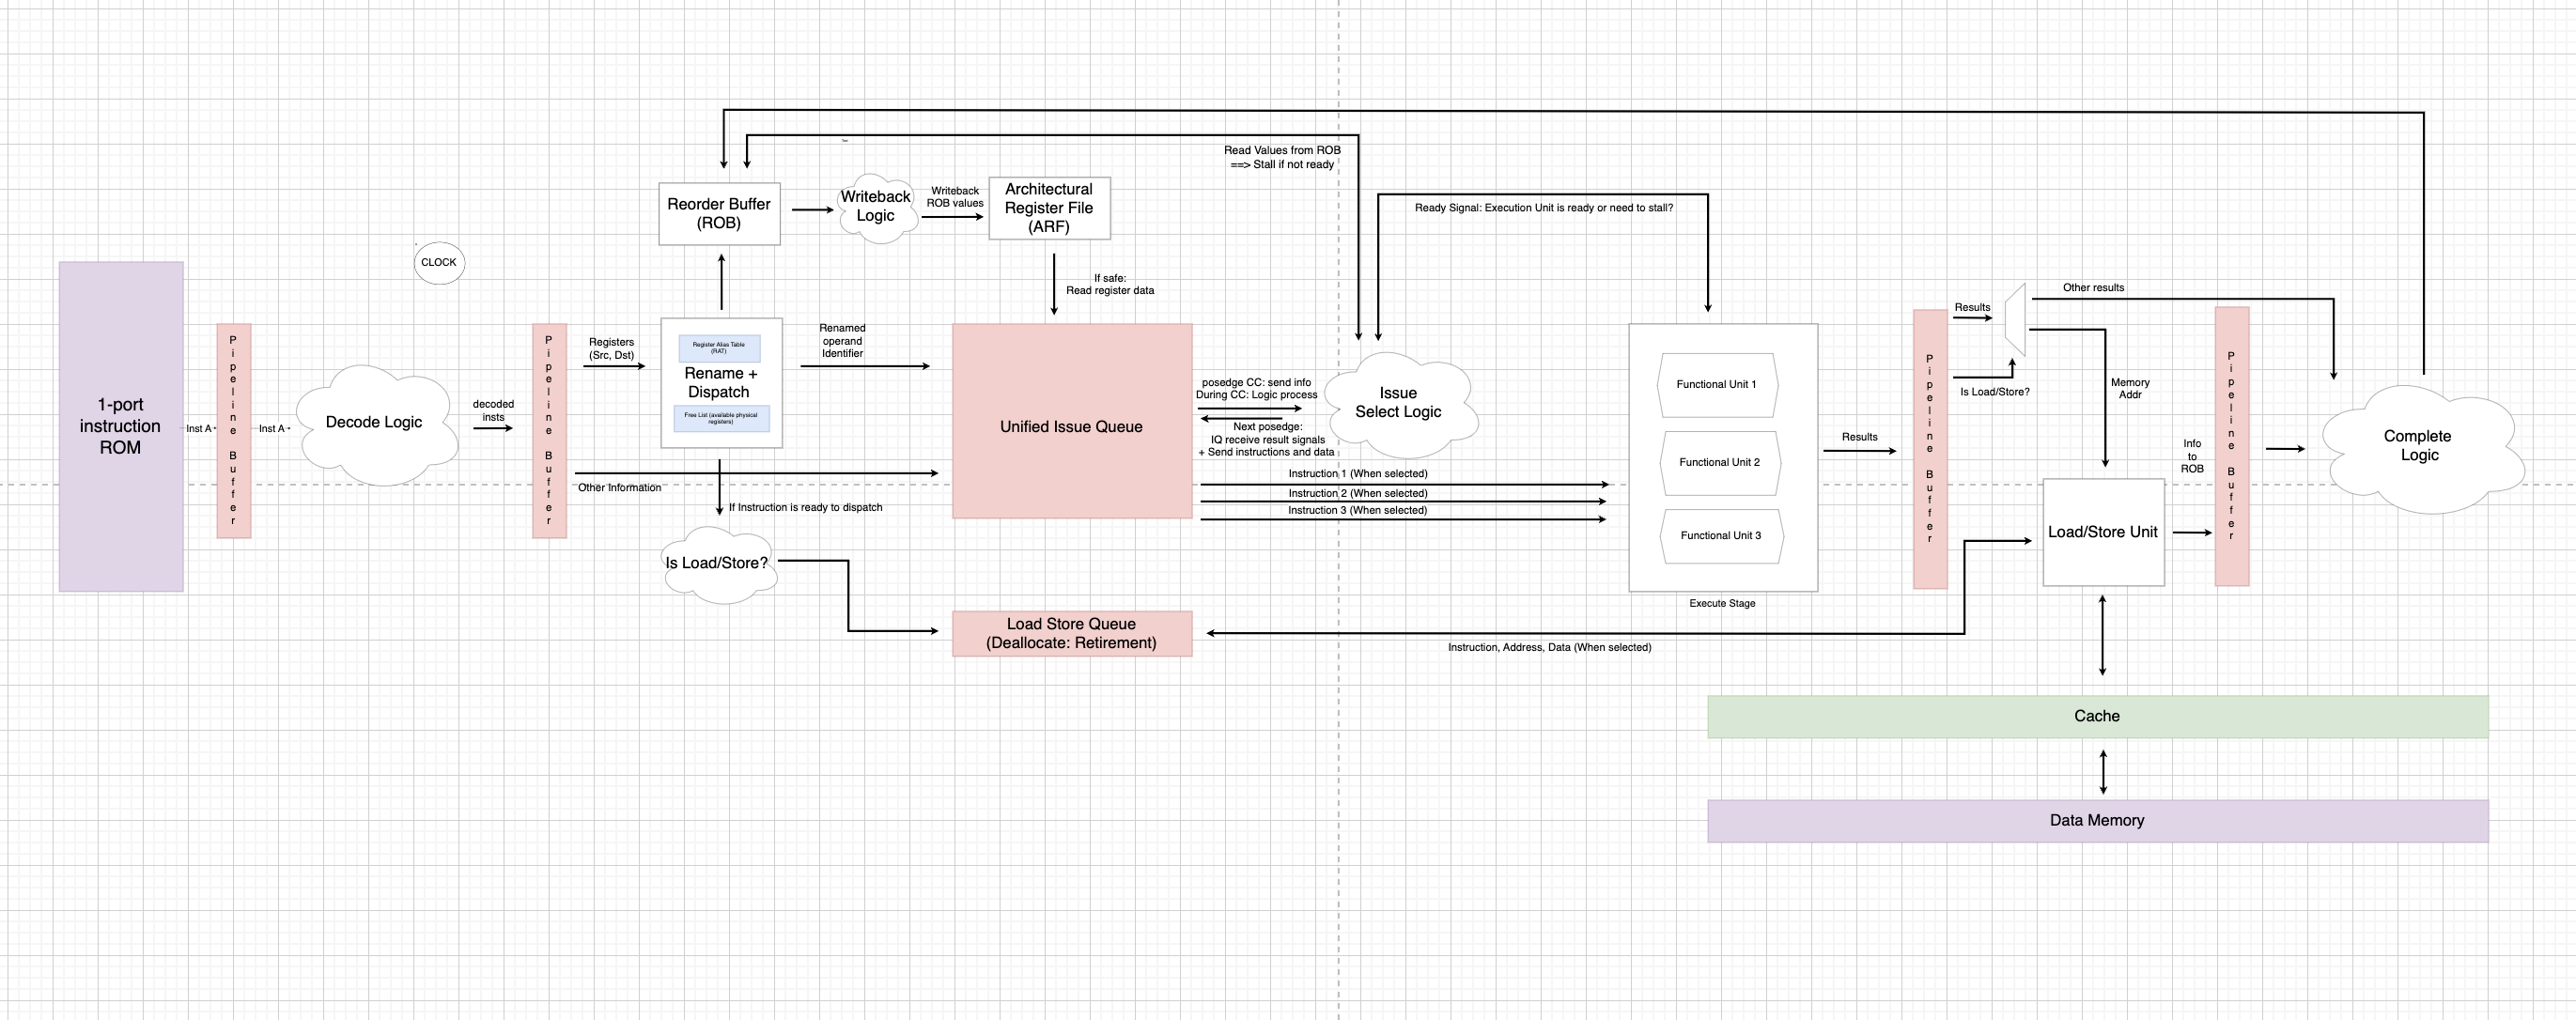 Read Values from ROB
==> Stall if not ready
Reorder Buffer
(ROB)
Writeback
Logic
Writeback
ROB values
Architectural
Register File
(ARF)
Ready Signal: Execution Unit is ready or need to stall?
CLOCK
If safe:
Read register data
1-port
instruction
ROM
Inst A
Pipeline Buffer
Inst A
Decode Logic
decoded
insts
Pipeline Buffer
Registers
(Src, Dst)
Register Alias Table
(RAT)
Rename +
Dispatch
Free List (available physical
registers)
Renamed
operand
Identifier
Other Information
If Instruction is ready to dispatch
Is Load/Store?
Unified Issue Queue
posedge CC: send info
During CC: Logic process
Next posedge:
IQ receive result signals
+ Send instructions and data
Issue
Select Logic
Instruction 1 (When selected)
Instruction 2 (When selected)
Instruction 3 (When selected)
Load Store Queue
(Deallocate: Retirement)
Functional Unit 1
Functional Unit 2
Functional Unit 3
Execute Stage
Results
Pipeline Buffer
Results
Is Load/Store?
Other results
Memory
Addr
Load/Store Unit
Info
to
ROB
Pipeline Buffer
Complete
Logic
Instruction, Address, Data (When selected)
Cache
Data Memory